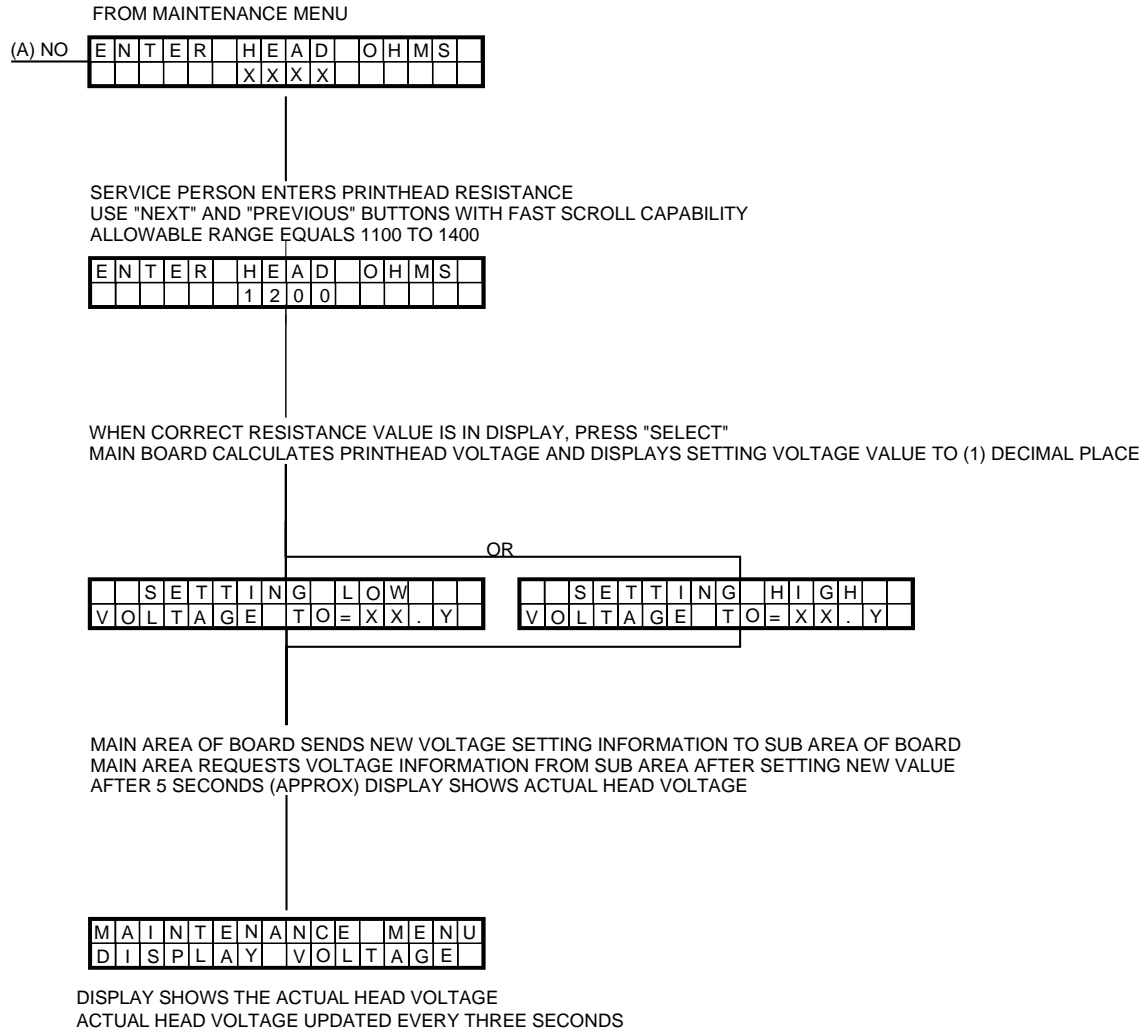 FROM MAINTENANCE MENU
(A) NO
ENTER HEAD OHMS
XXXX
SERVICE PERSON ENTERS PRINTHEAD RESISTANCE
USE "NEXT" AND "PREVIOUS" BUTTONS WITH FAST SCROLL CAPABILITY
ALLOWABLE RANGE EQUALS 1100 TO 1400
ENTER HEAD OHMS
1200
WHEN CORRECT RESISTANCE VALUE IS IN DISPLAY, PRESS "SELECT"
MAIN BOARD CALCULATES PRINTHEAD VOLTAGE AND DISPLAYS SETTING VOLTAGE VALUE TO (1) DECIMAL PLACE
OR
SETTING LOW
VOLTAGE TO=XX.Y
SETTING HIGH
VOLTAGE TO=XX.Y
MAIN AREA OF BOARD SENDS NEW VOLTAGE SETTING INFORMATION TO SUB AREA OF BOARD
MAIN AREA REQUESTS VOLTAGE INFORMATION FROM SUB AREA AFTER SETTING NEW VALUE
AFTER 5 SECONDS (APPROX) DISPLAY SHOWS ACTUAL HEAD VOLTAGE
MAINTENANCE MENU
DISPLAY VOLTAGE
DISPLAY SHOWS THE ACTUAL HEAD VOLTAGE
ACTUAL HEAD VOLTAGE UPDATED EVERY THREE SECONDS